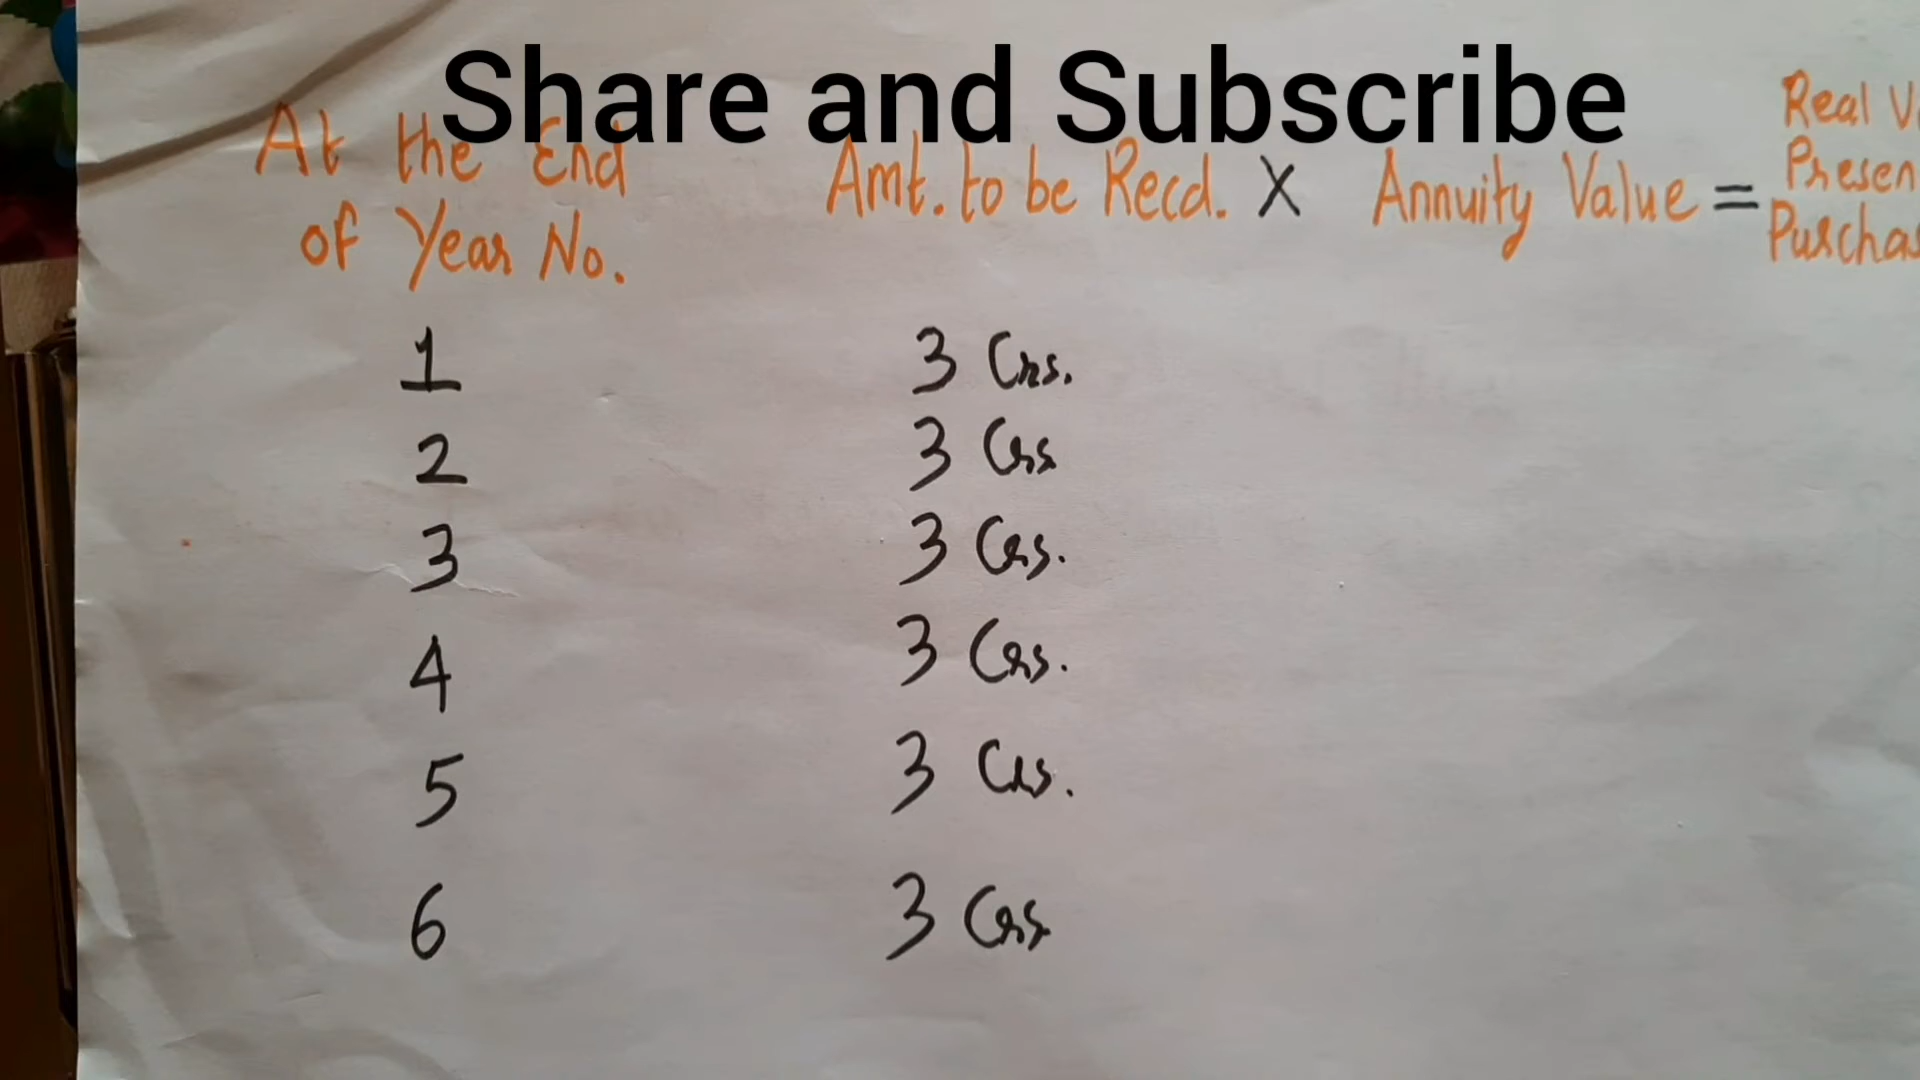 Share and Subscribe
At the End
of Year No.
Amt. to be Recd. X Annuity Value =
Real V
Presen
Purchas
1 3 Crs.
2 3 Crs
3 3 Crs.
4 3 Crs.
5 3 Crs.
6 3 Crs